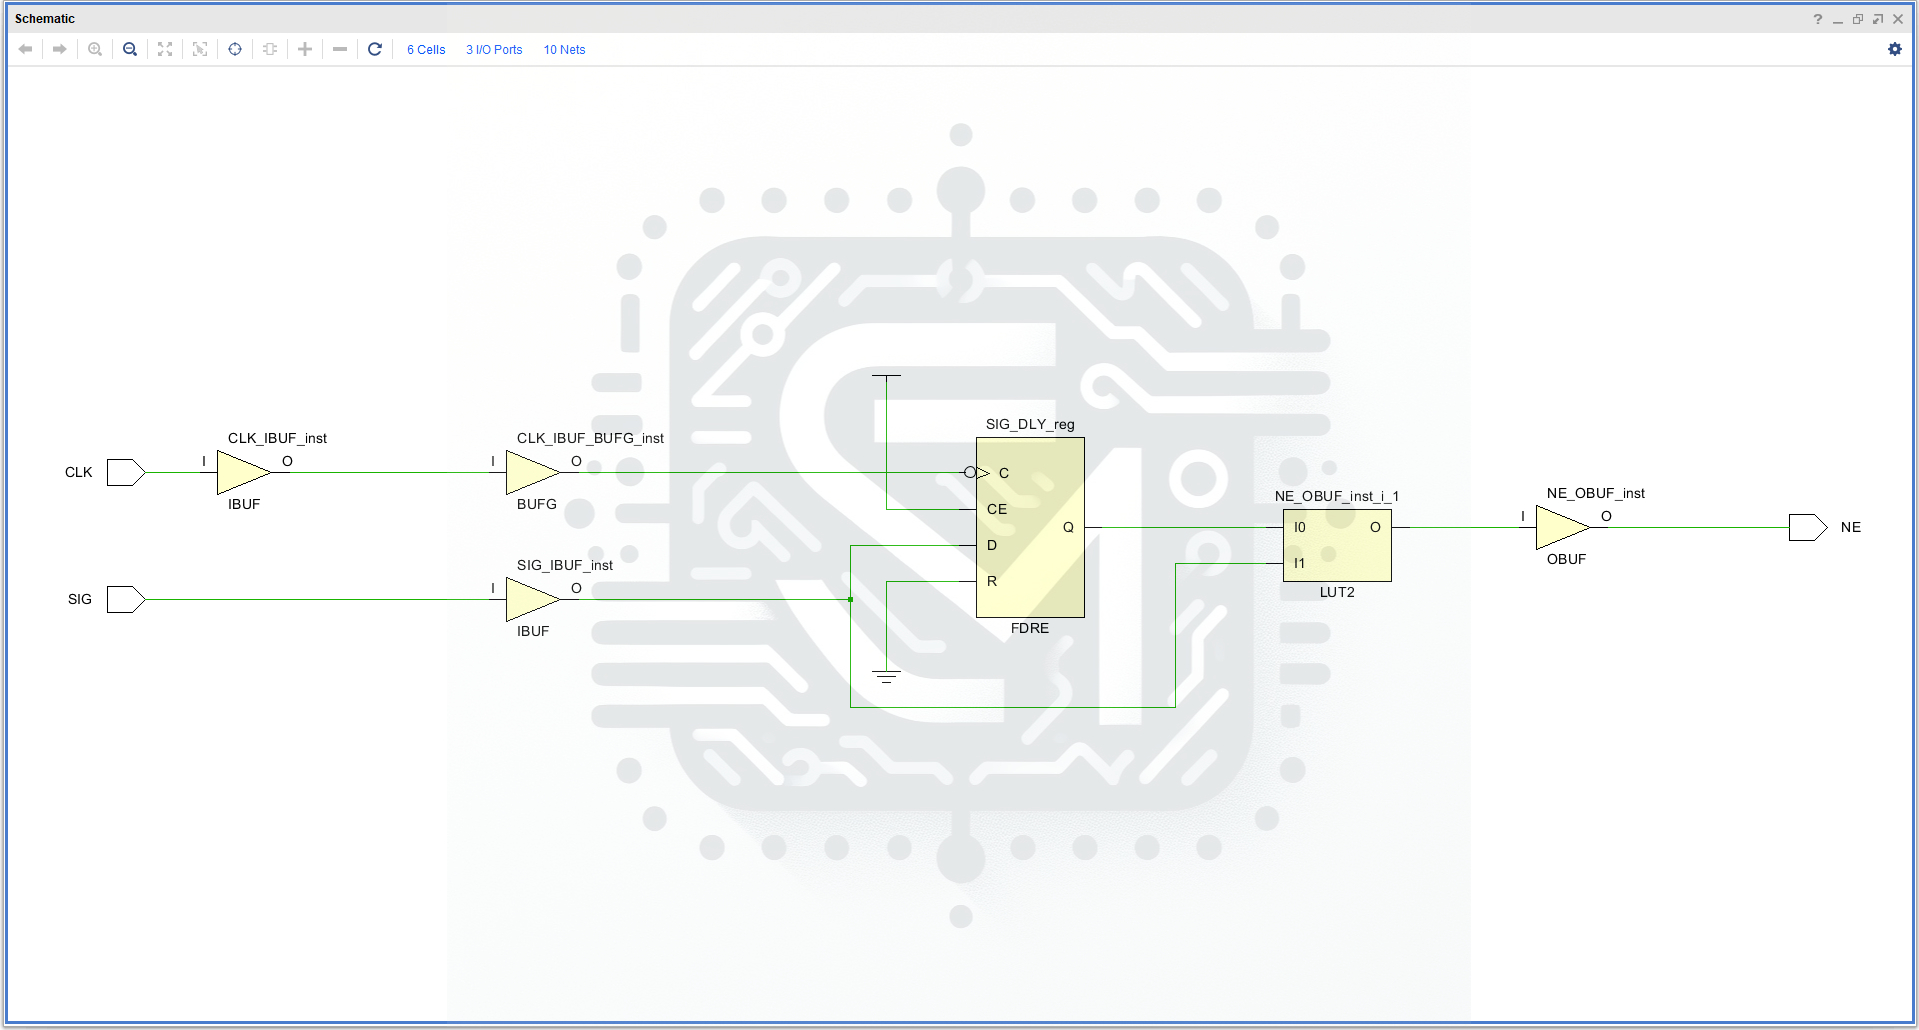 Schematic
6 Cells 3 I/O Ports 10 Nets
SIG_DLY_reg
CLK_IBUF_inst
CLK_IBUF_BUFG_inst
I O
I O
CLK
C
IBUF
BUFG
CE
NE_OBUF_inst_i_1
NE_OBUF_inst
Q
I0 O
I O
NE
D
I1
OBUF
SIG_IBUF_inst
I O
R
LUT2
SIG
IBUF
FDRE